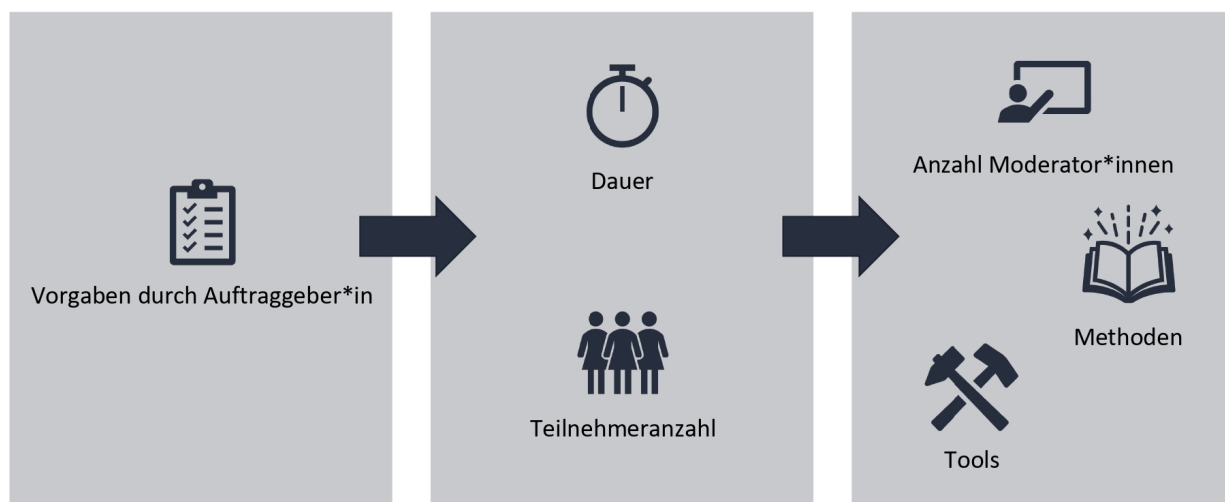 Vorgaben durch Auftraggeber*in
Dauer
Teilnehmeranzahl
Anzahl Moderator*innen
Methoden
Tools